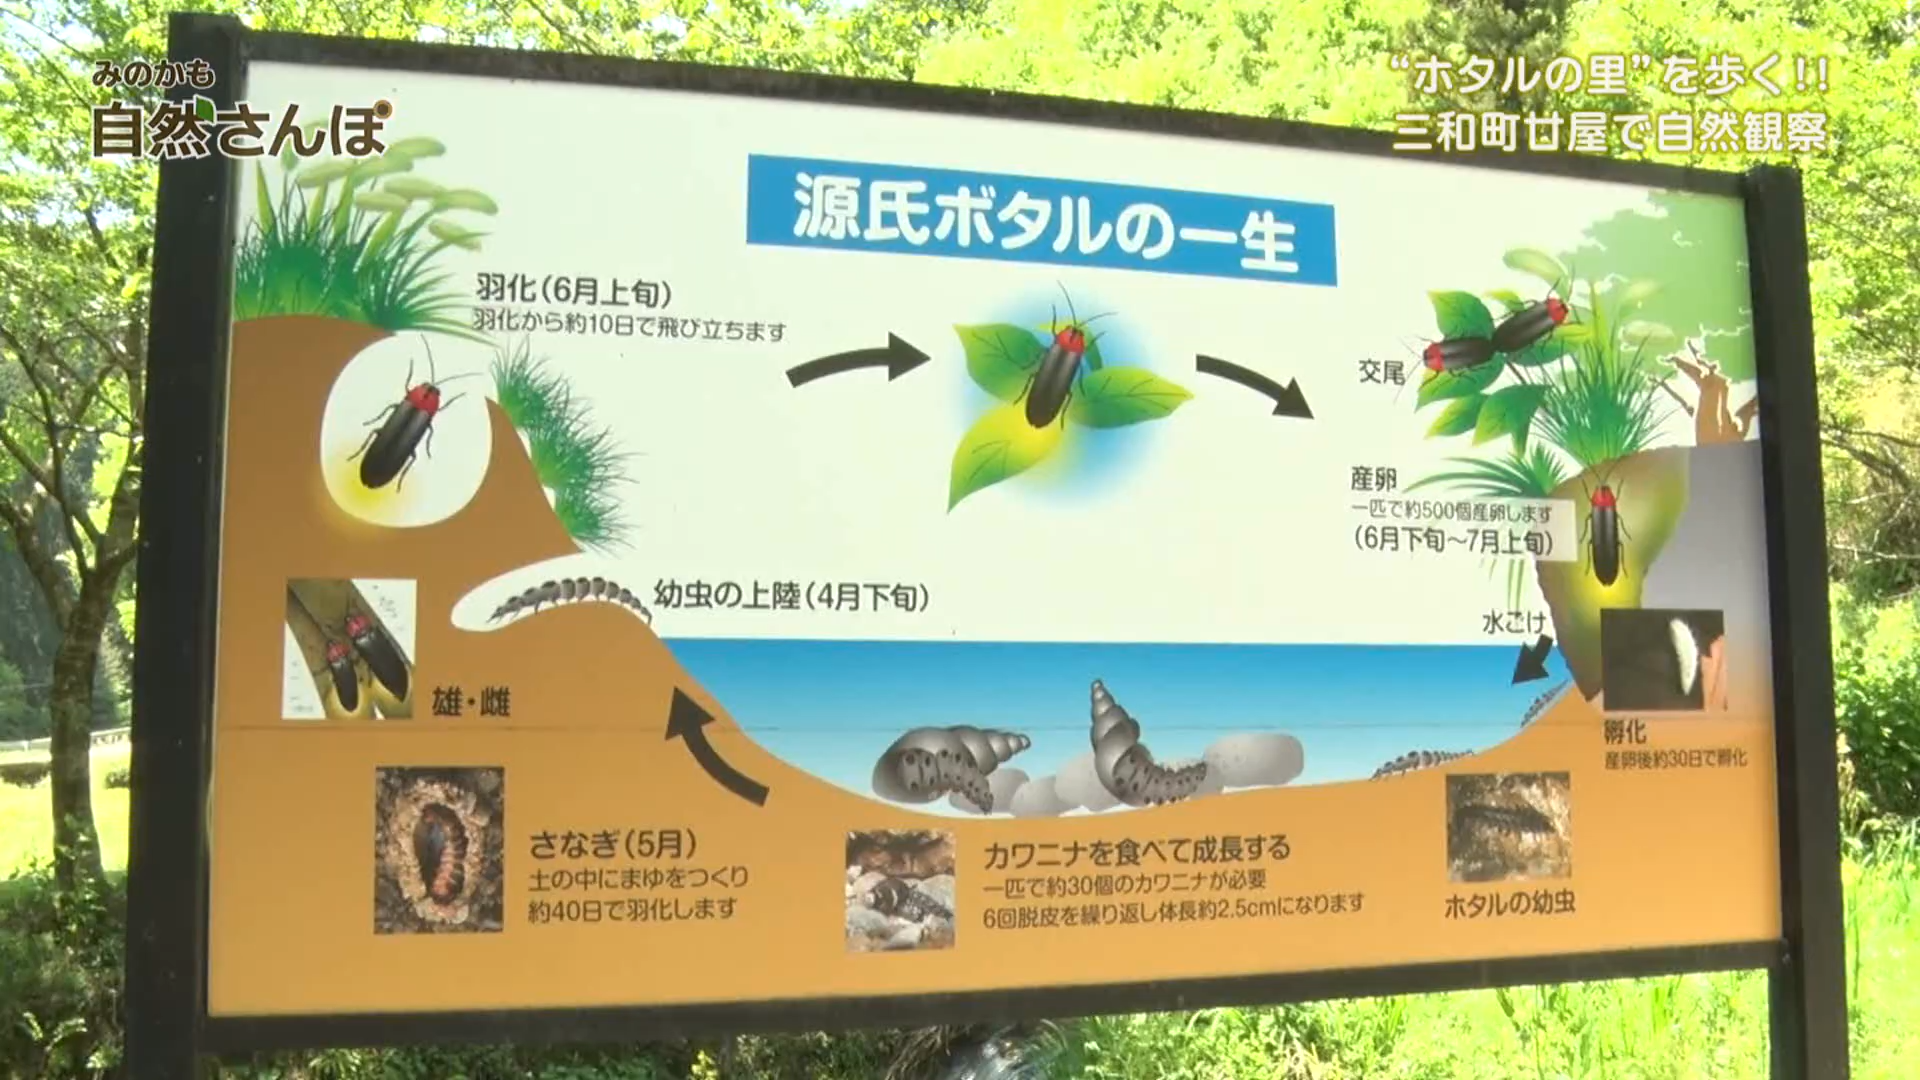 みのかも
自然さんぽ
“ホタルの里”を歩く!!
三和町廿屋で自然観察
源氏ボタルの一生
羽化(6月上旬)
羽化から約10日で飛び立ちます
交尾
産卵
一匹で約500個産卵します
(6月下旬～7月上旬)
幼虫の上陸(4月下旬)
水ごけ
雄・雌
孵化
産卵後約30日で孵化
さなぎ(5月)
土の中にまゆをつくり
約40日で羽化します
カワニナを食べて成長する
一匹で約30個のカワニナが必要
6回脱皮を繰り返し体長約2.5cmになります
ホタルの幼虫